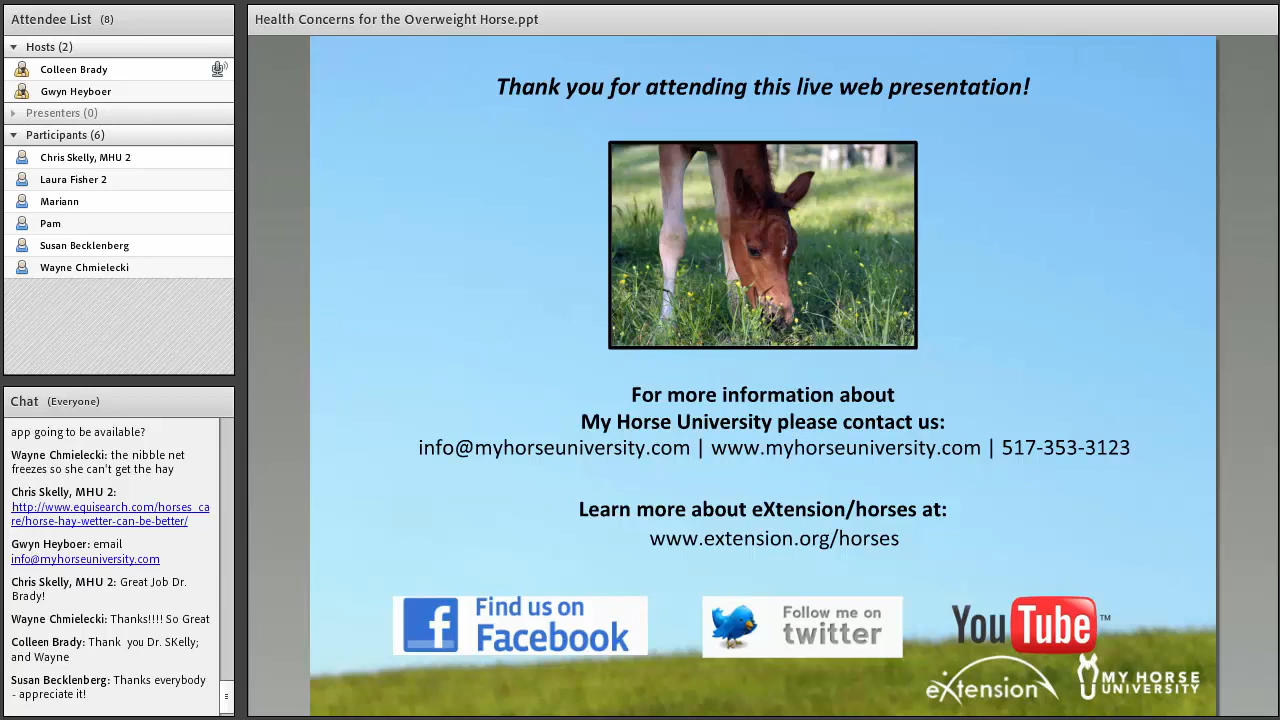 Attendee List (8)
Hosts (2)
Colleen Brady
Gwyn Heyboer
Presenters (0)
Participants (6)
Chris Skelly, MHU 2
Laura Fisher 2
Mariann
Pam
Susan Becklenberg
Wayne Chmielecki
Chat (Everyone)
app going to be available?
Wayne Chmielecki: the nibble net
freezes so she can't get the hay
Chris Skelly, MHU 2:
http://www.equisearch.com/horses_ca
re/horse-hay-wetter-can-be-better/
Gwyn Heyboer: email
info@myhorseuniversity.com
Chris Skelly, MHU 2: Great Job Dr.
Brady!
Wayne Chmielecki: Thanks!!!! So Great
Colleen Brady: Thank you Dr. SKelly;
and Wayne
Susan Becklenberg: Thanks everybody
- appreciate it!
Health Concerns for the Overweight Horse.ppt
Thank you for attending this live web presentation!
For more information about
My Horse University please contact us:
info@myhorseuniversity.com | www.myhorseuniversity.com | 517-353-3123
Learn more about eXtension/horses at:
www.extension.org/horses
f Find us on
Facebook
Follow me on
twitter
YouTube™
eXtension
MY HORSE
UNIVERSITY